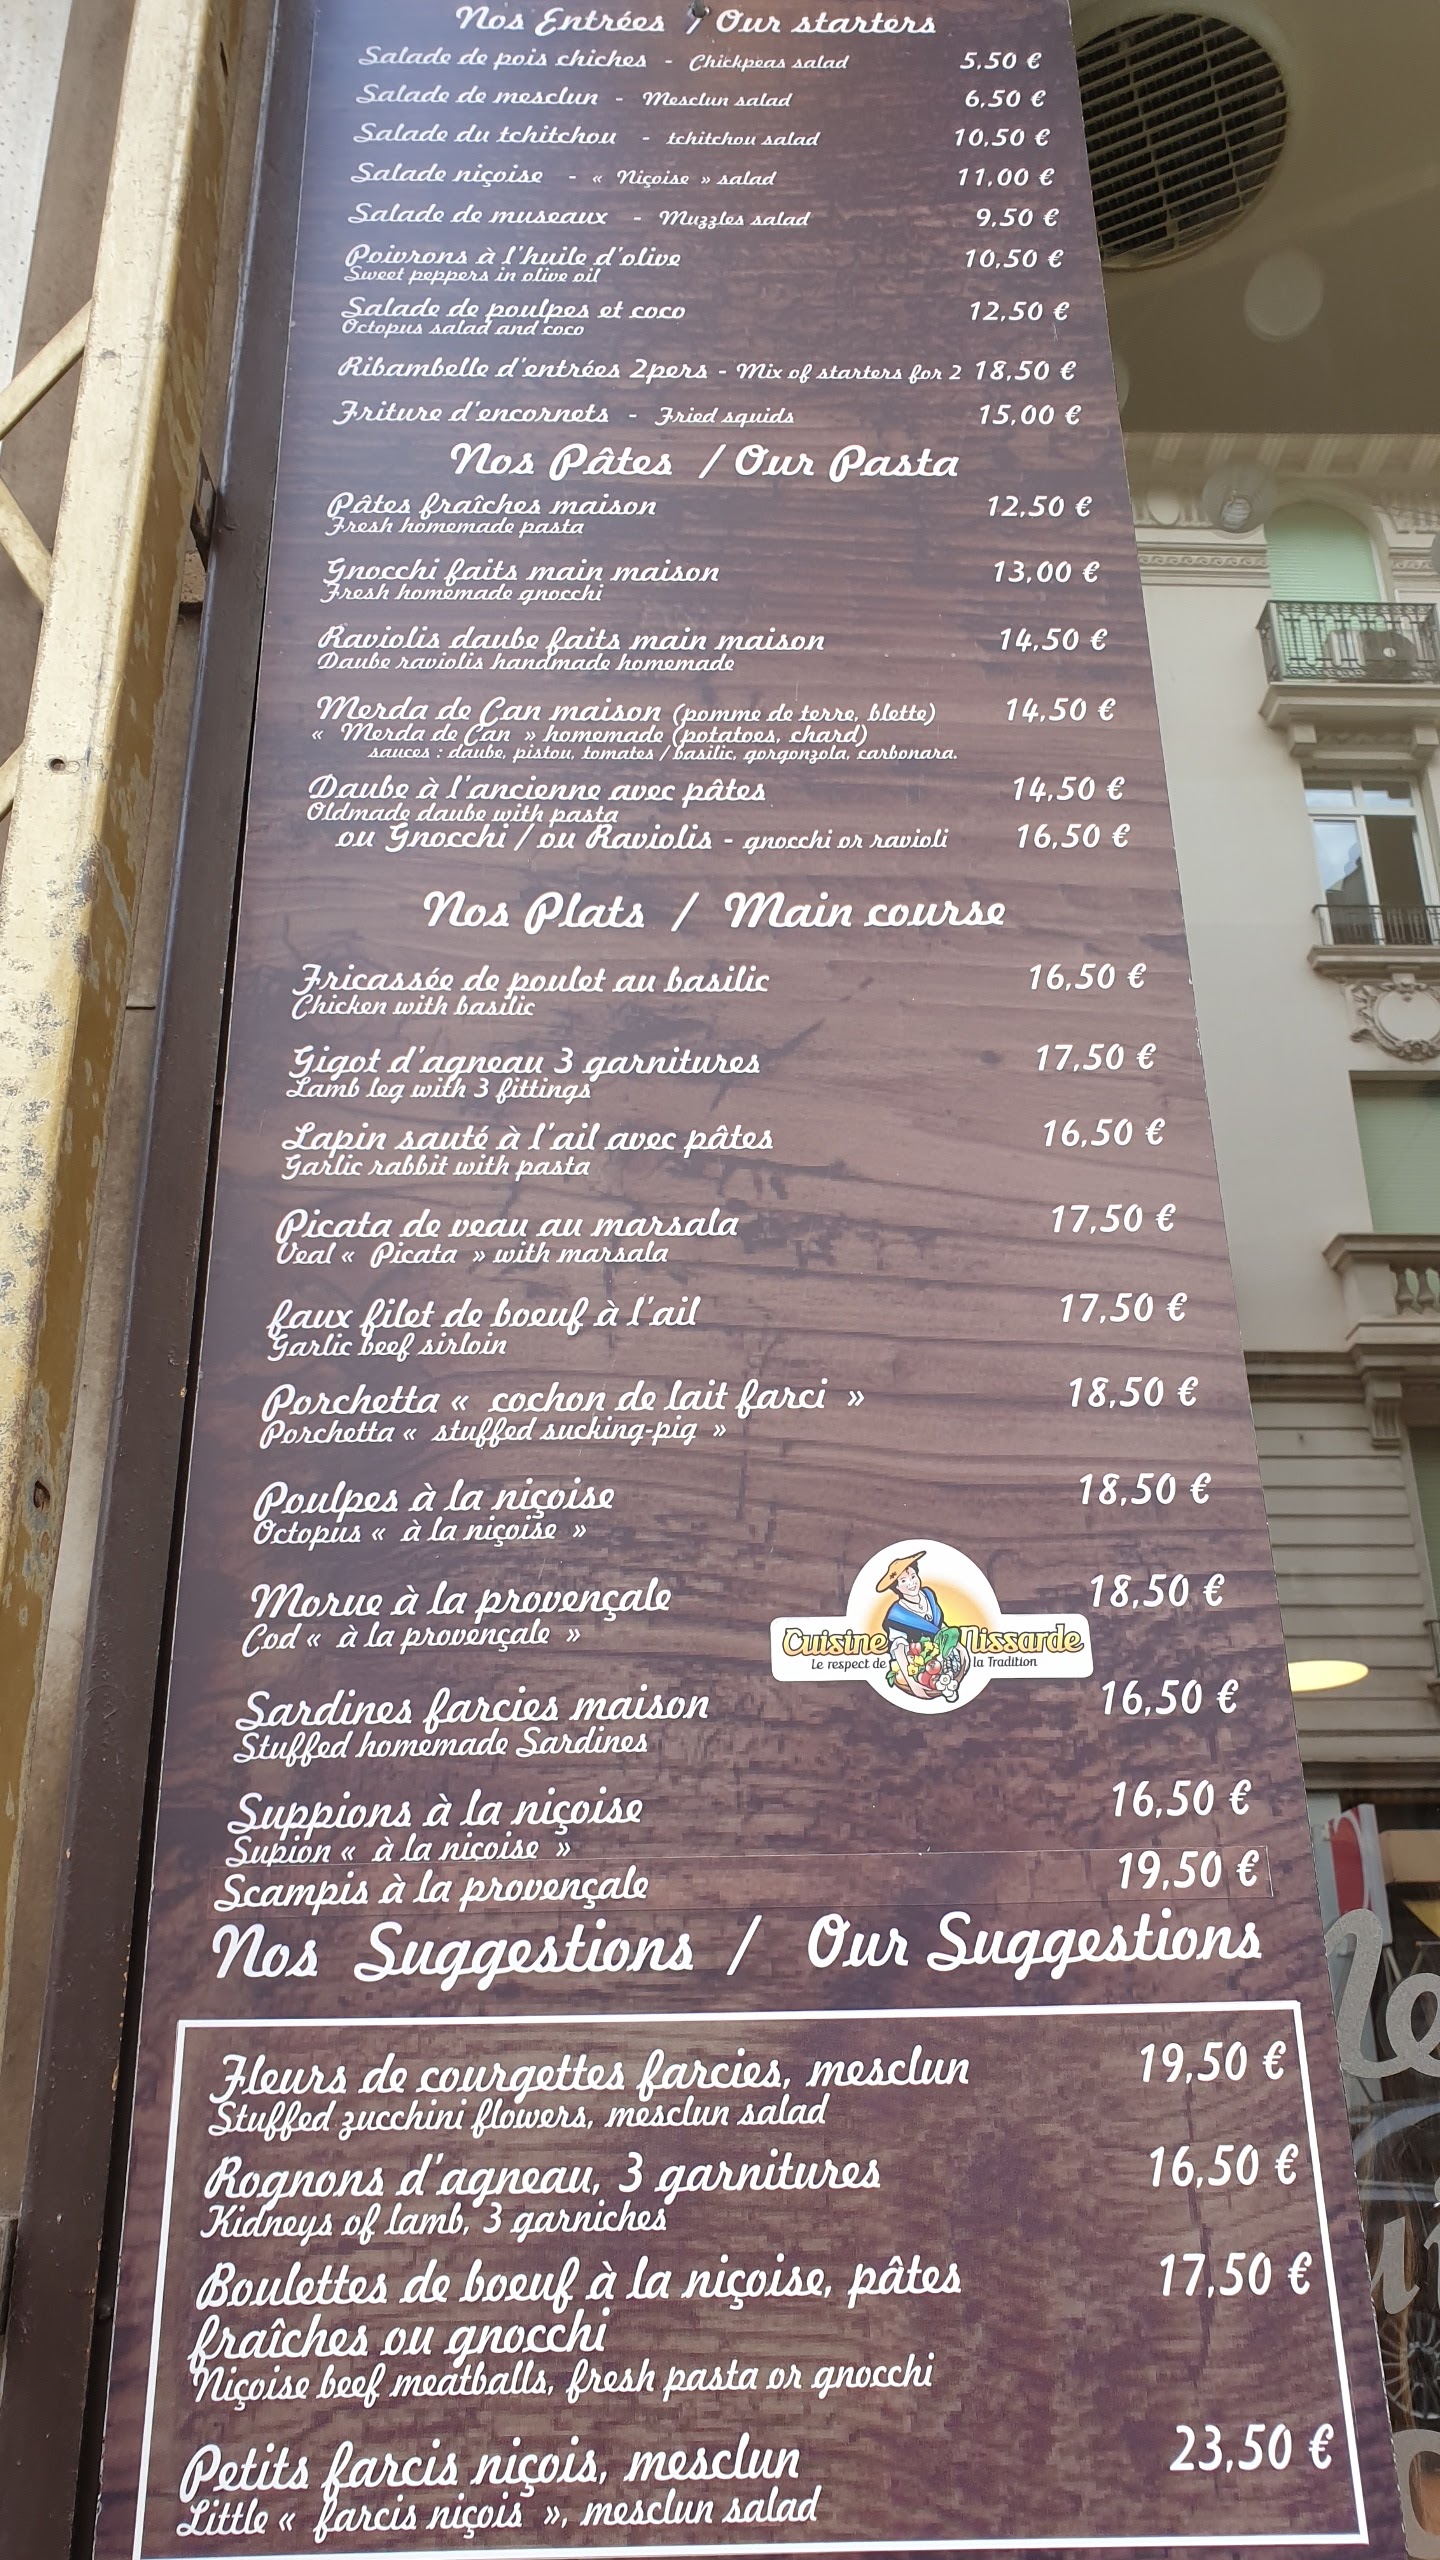 Nos Entrées / Our starters
Salade de pois chiches - Chickpeas salad 5,50 €
Salade de mesclun - Mesclun salad 6,50 €
Salade du tchitchou - tchitchou salad 10,50 €
Salade niçoise - « Niçoise » salad 11,00 €
Salade de museaux - Muzzles salad 9,50 €
Poivrons à l'huile d'olive 10,50 €
Sweet peppers in olive oil
Salade de poulpes et coco 12,50 €
Octopus salad and coco
Ribambelle d'entrées 2pers - Mix of starters for 2 18,50 €
Friture d'encornets - Fried squids 15,00 €
Nos Pâtes / Our Pasta
Pâtes fraîches maison 12,50 €
Fresh homemade pasta
Gnocchi faits main maison 13,00 €
Fresh homemade gnocchi
Raviolis daube faits main maison 14,50 €
Daube raviolis handmade homemade
Merda de Can maison (pomme de terre, blette) 14,50 €
« Merda de Can » homemade (potatoes, chard)
sauces : daube, pistou, tomates / basilic, gorgonzola, carbonara.
Daube à l'ancienne avec pâtes 14,50 €
Oldmade daube with pasta
ou Gnocchi / ou Raviolis - gnocchi or ravioli 16,50 €
Nos Plats / Main course
Fricassée de poulet au basilic 16,50 €
Chicken with basilic
Gigot d'agneau 3 garnitures 17,50 €
Lamb leg with 3 fittings
Lapin sauté à l'ail avec pâtes 16,50 €
Garlic rabbit with pasta
Picata de veau au marsala 17,50 €
Veal « Picata » with marsala
faux filet de boeuf à l'ail 17,50 €
Garlic beef sirloin
Porchetta « cochon de lait farci » 18,50 €
Porchetta « stuffed sucking-pig »
Poulpes à la niçoise 18,50 €
Octopus « à la niçoise »
Morue à la provençale 18,50 €
Cod « à la provençale »
Cuisine Nissarde
Le respect de la Tradition
Sardines farcies maison 16,50 €
Stuffed homemade Sardines
Suppions à la niçoise 16,50 €
Supion « à la niçoise »
Scampis à la provençale 19,50 €
Nos Suggestions / Our Suggestions
Fleurs de courgettes farcies, mesclun 19,50 €
Stuffed zucchini flowers, mesclun salad
Rognons d'agneau, 3 garnitures 16,50 €
Kidneys of lamb, 3 garniches
Boulettes de boeuf à la niçoise, pâtes 17,50 €
fraîches ou gnocchi
Niçoise beef meatballs, fresh pasta or gnocchi
Petits farcis niçois, mesclun 23,50 €
Little « farcis niçois », mesclun salad